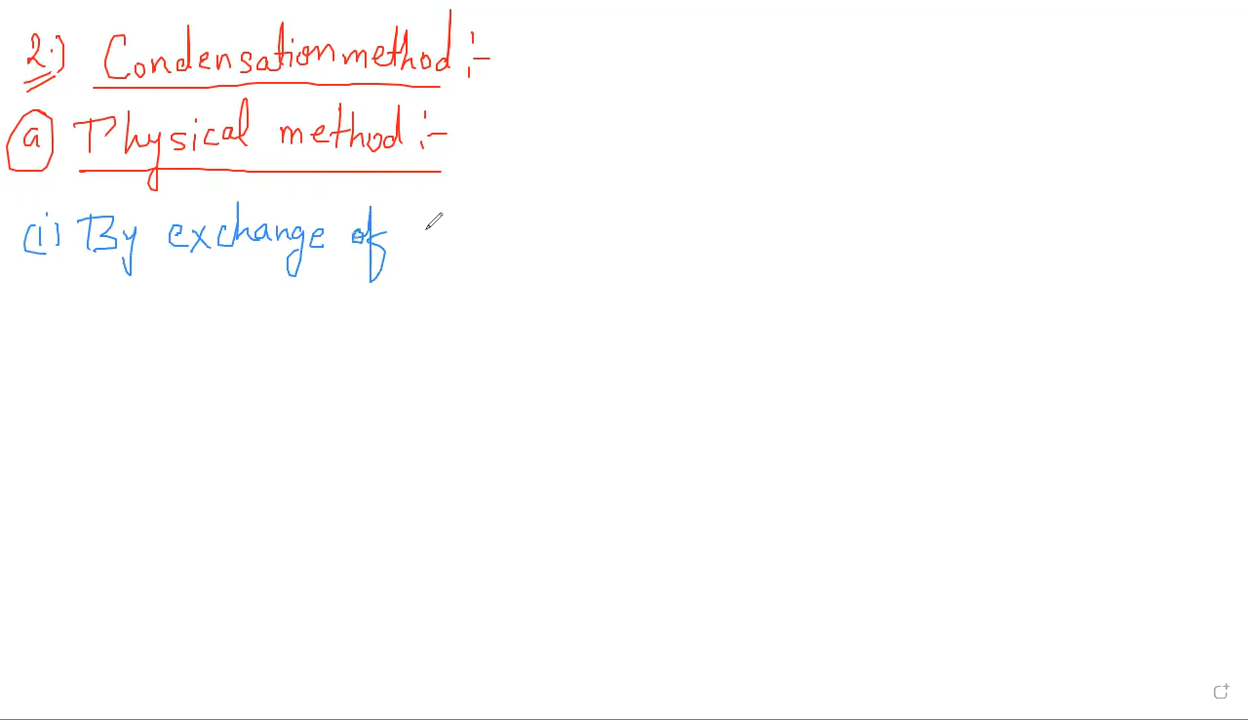 2.) Condensation method :-
(a) Physical method :-
(i) By exchange of